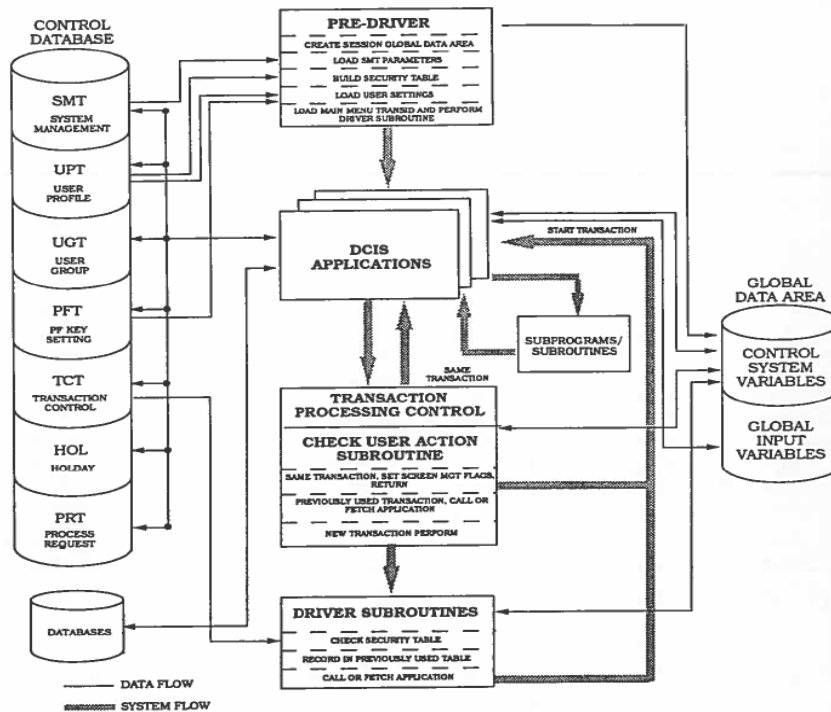 CONTROL
DATABASE
SMT
SYSTEM
MANAGEMENT
UPT
USER
PROFILE
UGT
USER
GROUP
PFT
PF KEY
SETTING
TCT
TRANSACTION
CONTROL
HOL
HOLDAY
PRT
PROCESS
REQUEST
DATABASES
DATA FLOW
SYSTEM FLOW
PRE-DRIVER
CREATE SESSION GLOBAL DATA AREA
LOAD SMT PARAMETERS
BUILD SECURITY TABLE
LOAD USER SETTINGS
LOAD MAIN MENU TRANSID AND PERFORM
DRIVER SUBROUTINE
DCIS
APPLICATIONS
START TRANSACTION
SUBPROGRAMS/
SUBROUTINES
SAME
TRANSACTION
TRANSACTION
PROCESSING CONTROL
CHECK USER ACTION
SUBROUTINE
SAME TRANSACTION, SET SCREEN MGT FLAGS,
RETURN
PREVIOUSLY USED TRANSACTION, CALL OR
FETCH APPLICATION
NEW TRANSACTION PERFORM
DRIVER SUBROUTINES
CHECK SECURITY TABLE
RECORD IN PREVIOUSLY USED TABLE
CALL OR FETCH APPLICATION
GLOBAL
DATA AREA
CONTROL
SYSTEM
VARIABLES
GLOBAL
INPUT
VARIABLES